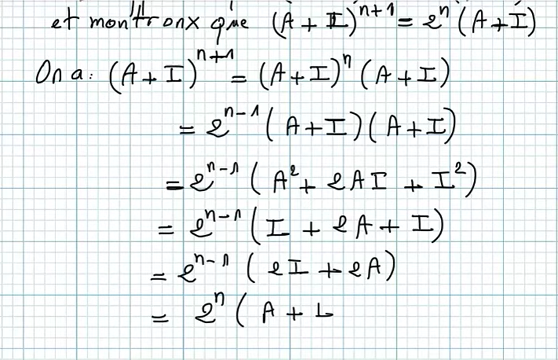 et montronx que (A + I)^{n+1} = 2^n (A + I)
On a : (A + I)^{n+1} = (A + I)^n (A + I)
= 2^{n-1} (A + I)(A + I)
= 2^{n-1} (A^2 + 2AI + I^2)
= 2^{n-1} (I + 2A + I)
= 2^{n-1} (2I + 2A)
= 2^n (A + L